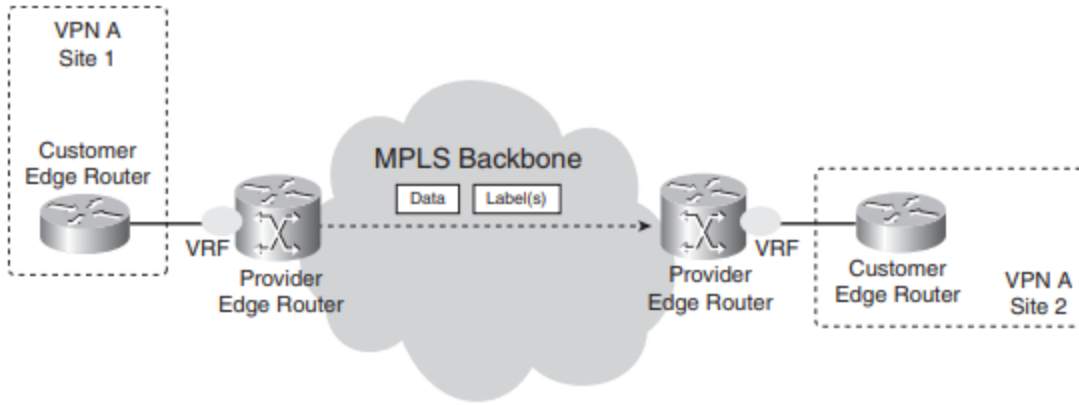 VPN A
Site 1
Customer
Edge Router
VRF
Provider
Edge Router
MPLS Backbone
Data
Label(s)
Provider
Edge Router
VRF
Customer
Edge Router
VPN A
Site 2